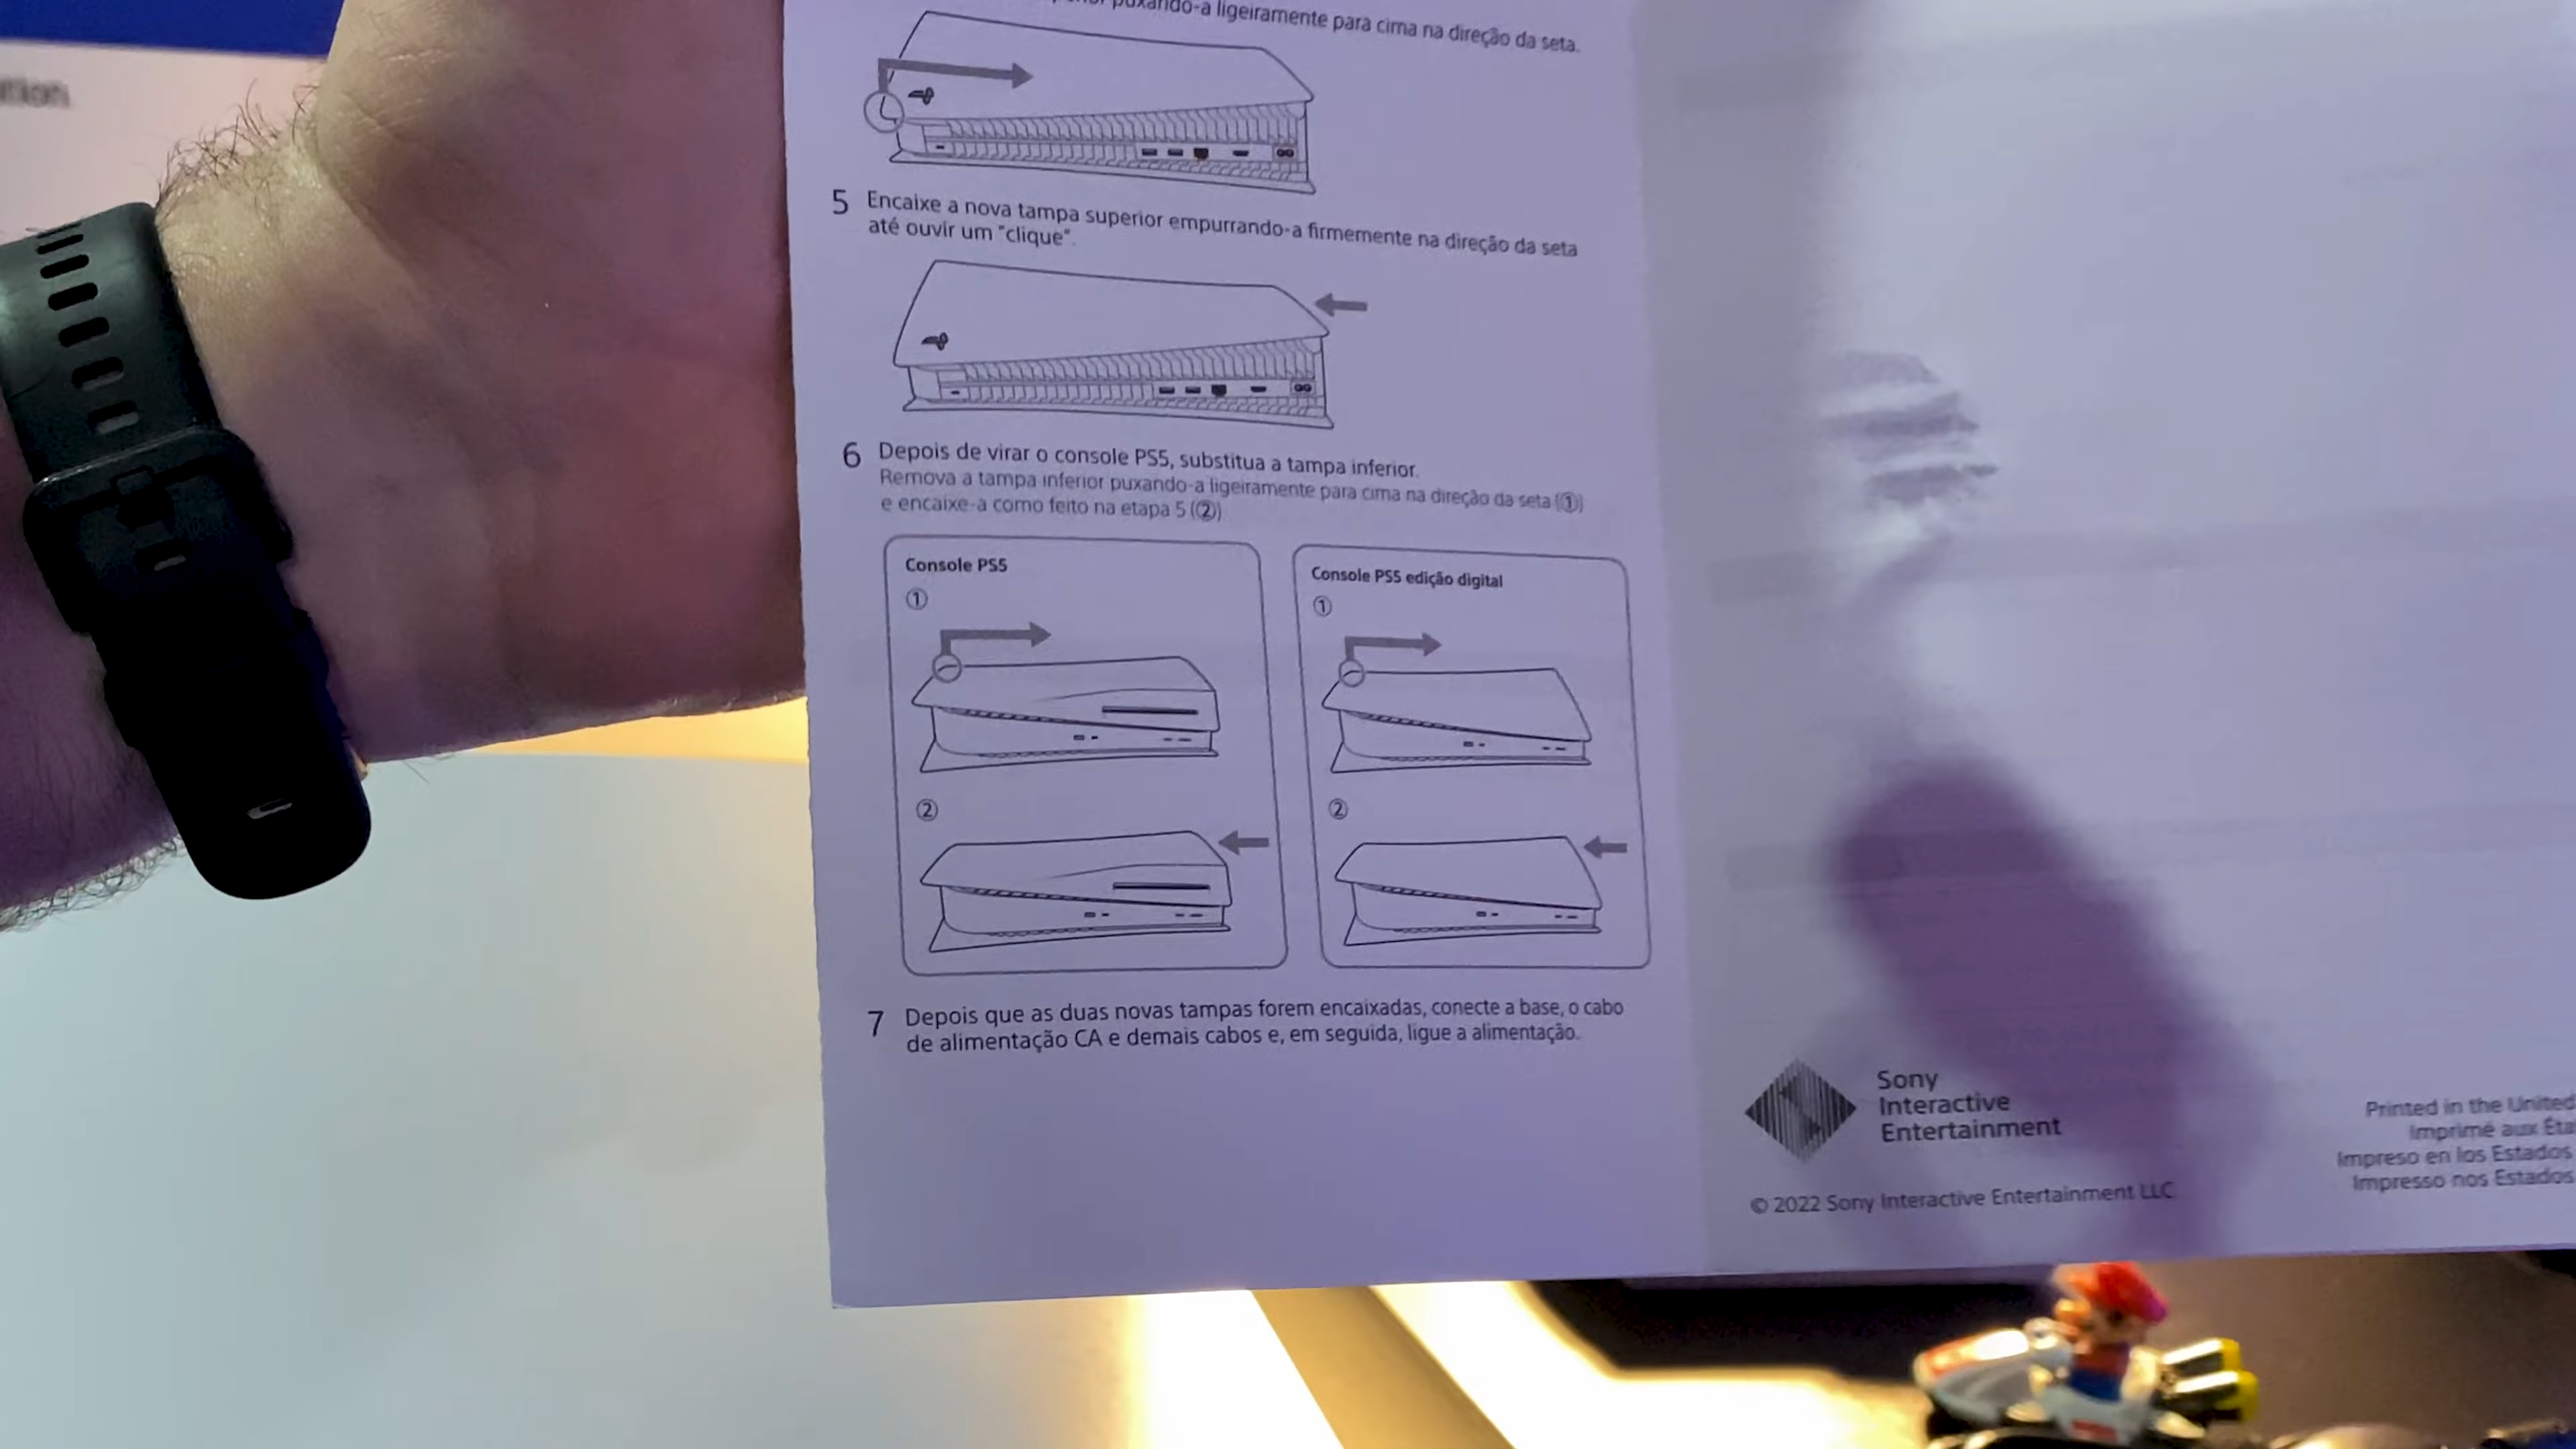 puxando-a ligeiramente para cima na direção da seta.
5 Encaixe a nova tampa superior empurrando-a firmemente na direção da seta
até ouvir um "clique".
6 Depois de virar o console PS5, substitua a tampa inferior.
Remova a tampa inferior puxando-a ligeiramente para cima na direção da seta (①)
e encaixe-a como feito na etapa 5 (②)
Console PS5
①
②
Console PS5 edição digital
①
②
7 Depois que as duas novas tampas forem encaixadas, conecte a base, o cabo
de alimentação CA e demais cabos e, em seguida, ligue a alimentação.
Sony
Interactive
Entertainment
© 2022 Sony Interactive Entertainment LLC
Printed in the United
Imprimé aux
Impreso en los Estados
Impresso nos Estados